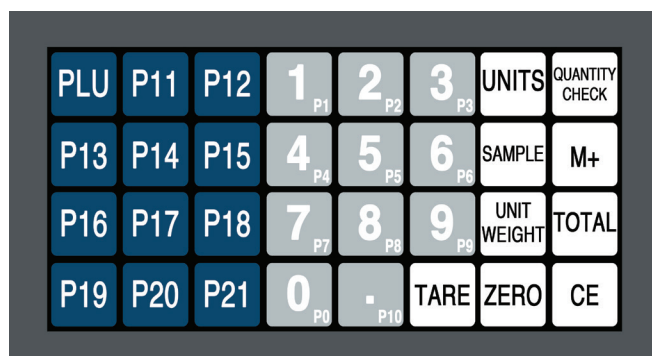 PLU P11 P12 1 P1 2 P2 3 P3 UNITS QUANTITY CHECK
P13 P14 P15 4 P4 5 P5 6 P6 SAMPLE M+
P16 P17 P18 7 P7 8 P8 9 P9 UNIT WEIGHT TOTAL
P19 P20 P21 0 P0 . P10 TARE ZERO CE